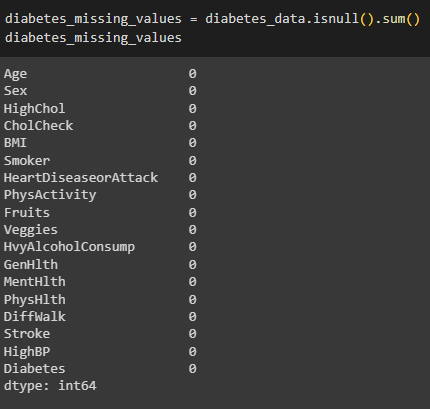 diabetes_missing_values = diabetes_data.isnull().sum()
diabetes_missing_values
Age 0
Sex 0
HighChol 0
CholCheck 0
BMI 0
Smoker 0
HeartDiseaseorAttack 0
PhysActivity 0
Fruits 0
Veggies 0
HvyAlcoholConsump 0
GenHlth 0
MentHlth 0
PhysHlth 0
DiffWalk 0
Stroke 0
HighBP 0
Diabetes 0
dtype: int64